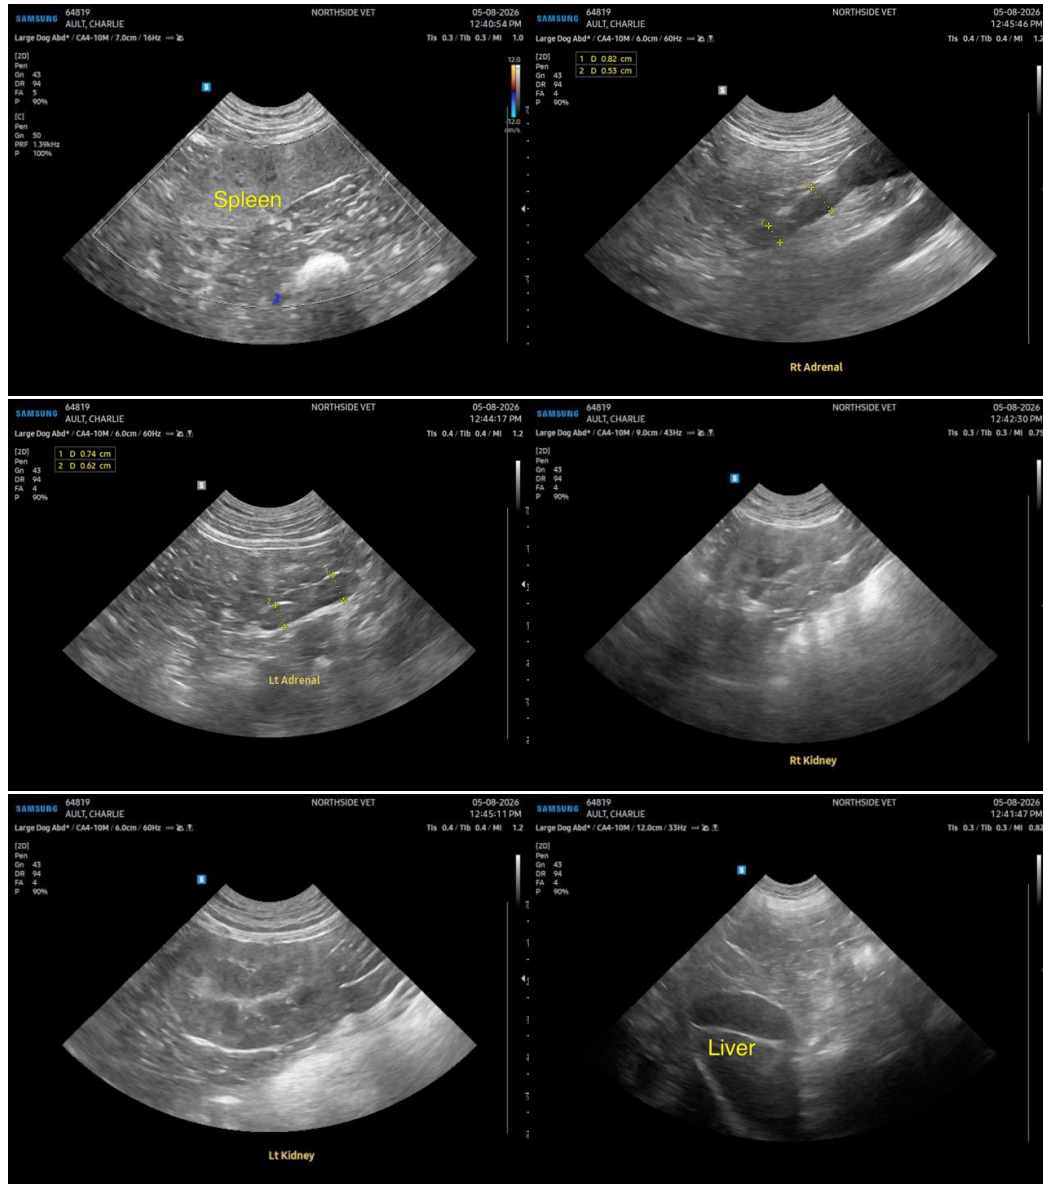 SAMSUNG
64819
AULT, CHARLIE
NORTHSIDE VET
05-08-2026
12:40:54 PM
Large Dog Abd* / CA4-10M / 7.0cm / 16Hz
TIs 0.3 / Tib 0.3 / MI 1.0
[2D]
Pen
Gn 43
DR 94
FA 5
P 90%
[C]
Pen
Gn 50
PRF 1.39kHz
P 100%
S
12.0
-12.0
cm/s
Spleen
SAMSUNG
64819
AULT, CHARLIE
NORTHSIDE VET
05-08-2026
12:45:46 PM
Large Dog Abd* / CA4-10M / 6.0cm / 60Hz
TIs 0.4 / Tib 0.4 / MI 1.2
[2D]
Pen
Gn 43
DR 94
FA 4
P 90%
1 D 0.82 cm
2 D 0.53 cm
S
Rt Adrenal
SAMSUNG
64819
AULT, CHARLIE
NORTHSIDE VET
05-08-2026
12:44:17 PM
Large Dog Abd* / CA4-10M / 6.0cm / 60Hz
TIs 0.4 / Tib 0.4 / MI 1.2
[2D]
Pen
Gn 43
DR 94
FA 4
P 90%
1 D 0.74 cm
2 D 0.62 cm
S
Lt Adrenal
SAMSUNG
64819
AULT, CHARLIE
NORTHSIDE VET
05-08-2026
12:42:30 PM
Large Dog Abd* / CA4-10M / 9.0cm / 43Hz
TIs 0.3 / Tib 0.3 / MI 0.75
[2D]
Pen
Gn 43
DR 94
FA 4
P 90%
S
Rt Kidney
SAMSUNG
64819
AULT, CHARLIE
NORTHSIDE VET
05-08-2026
12:45:11 PM
Large Dog Abd* / CA4-10M / 6.0cm / 60Hz
TIs 0.4 / Tib 0.4 / MI 1.2
[2D]
Pen
Gn 43
DR 94
FA 4
P 90%
S
Lt Kidney
SAMSUNG
64819
AULT, CHARLIE
NORTHSIDE VET
05-08-2026
12:41:47 PM
Large Dog Abd* / CA4-10M / 12.0cm / 33Hz
TIs 0.3 / Tib 0.3 / MI 0.82
[2D]
Pen
Gn 43
DR 94
FA 4
P 90%
S
Liver